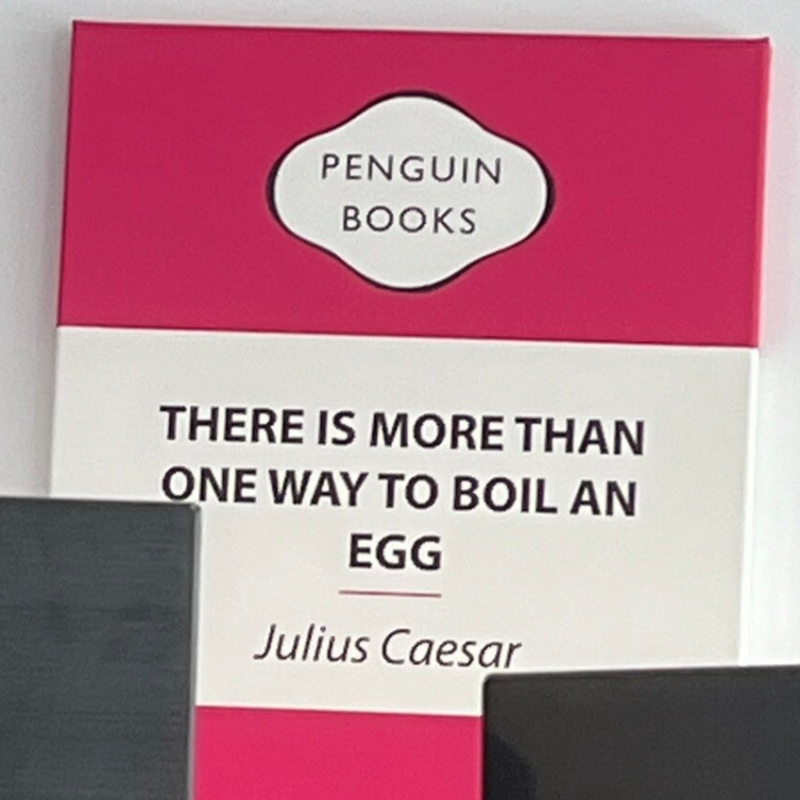 PENGUIN
BOOKS
THERE IS MORE THAN
ONE WAY TO BOIL AN
EGG
Julius Caesar